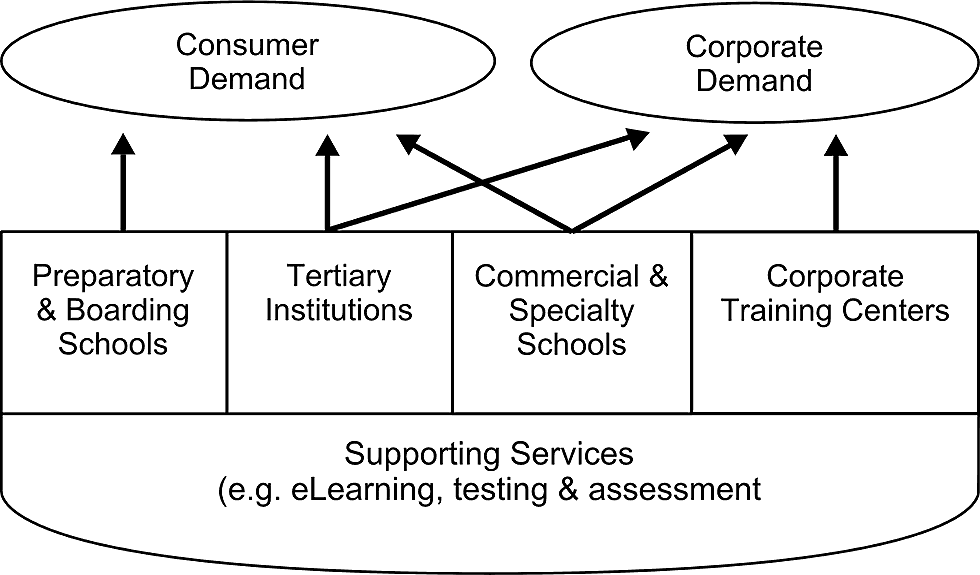 Consumer
Demand
Corporate
Demand
Preparatory
& Boarding
Schools
Tertiary
Institutions
Commercial &
Specialty
Schools
Corporate
Training Centers
Supporting Services
(e.g. eLearning, testing & assessment